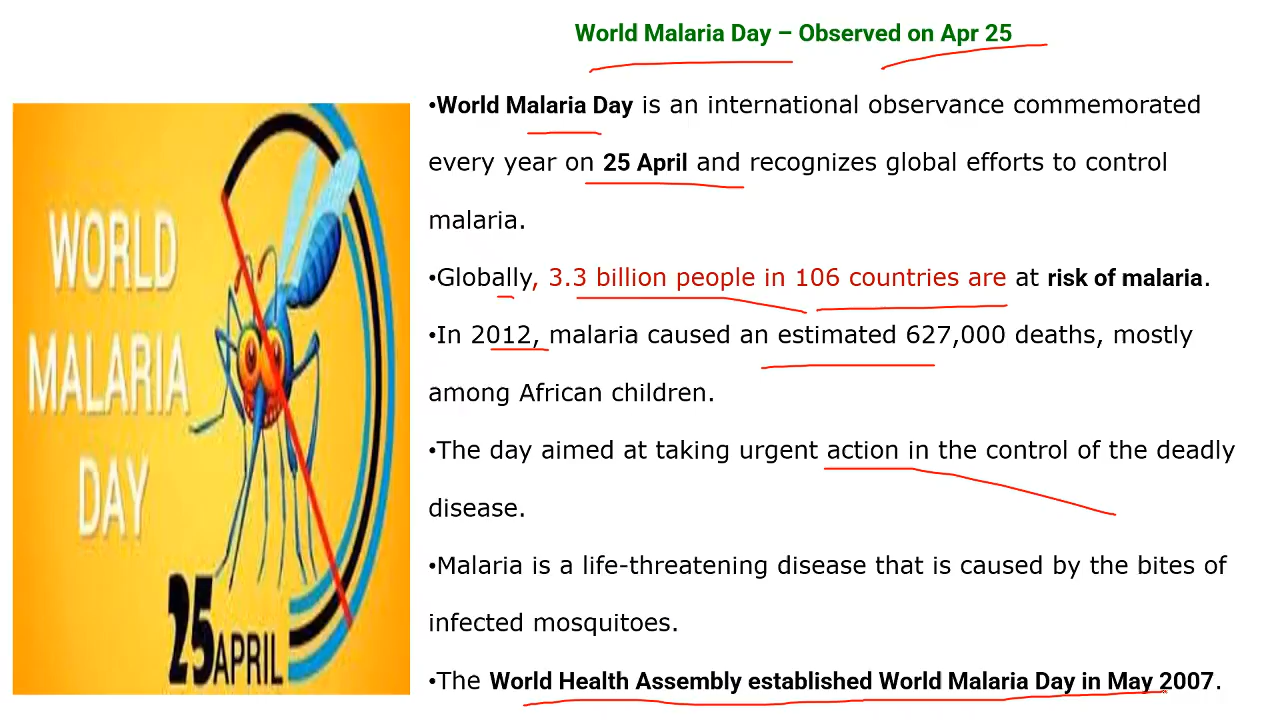 World Malaria Day – Observed on Apr 25
•World Malaria Day is an international observance commemorated
every year on 25 April and recognizes global efforts to control
malaria.
•Globally, 3.3 billion people in 106 countries are at risk of malaria.
•In 2012, malaria caused an estimated 627,000 deaths, mostly
among African children.
•The day aimed at taking urgent action in the control of the deadly
disease.
•Malaria is a life-threatening disease that is caused by the bites of
infected mosquitoes.
•The World Health Assembly established World Malaria Day in May 2007.
WORLD
MALARIA
DAY
25 APRIL